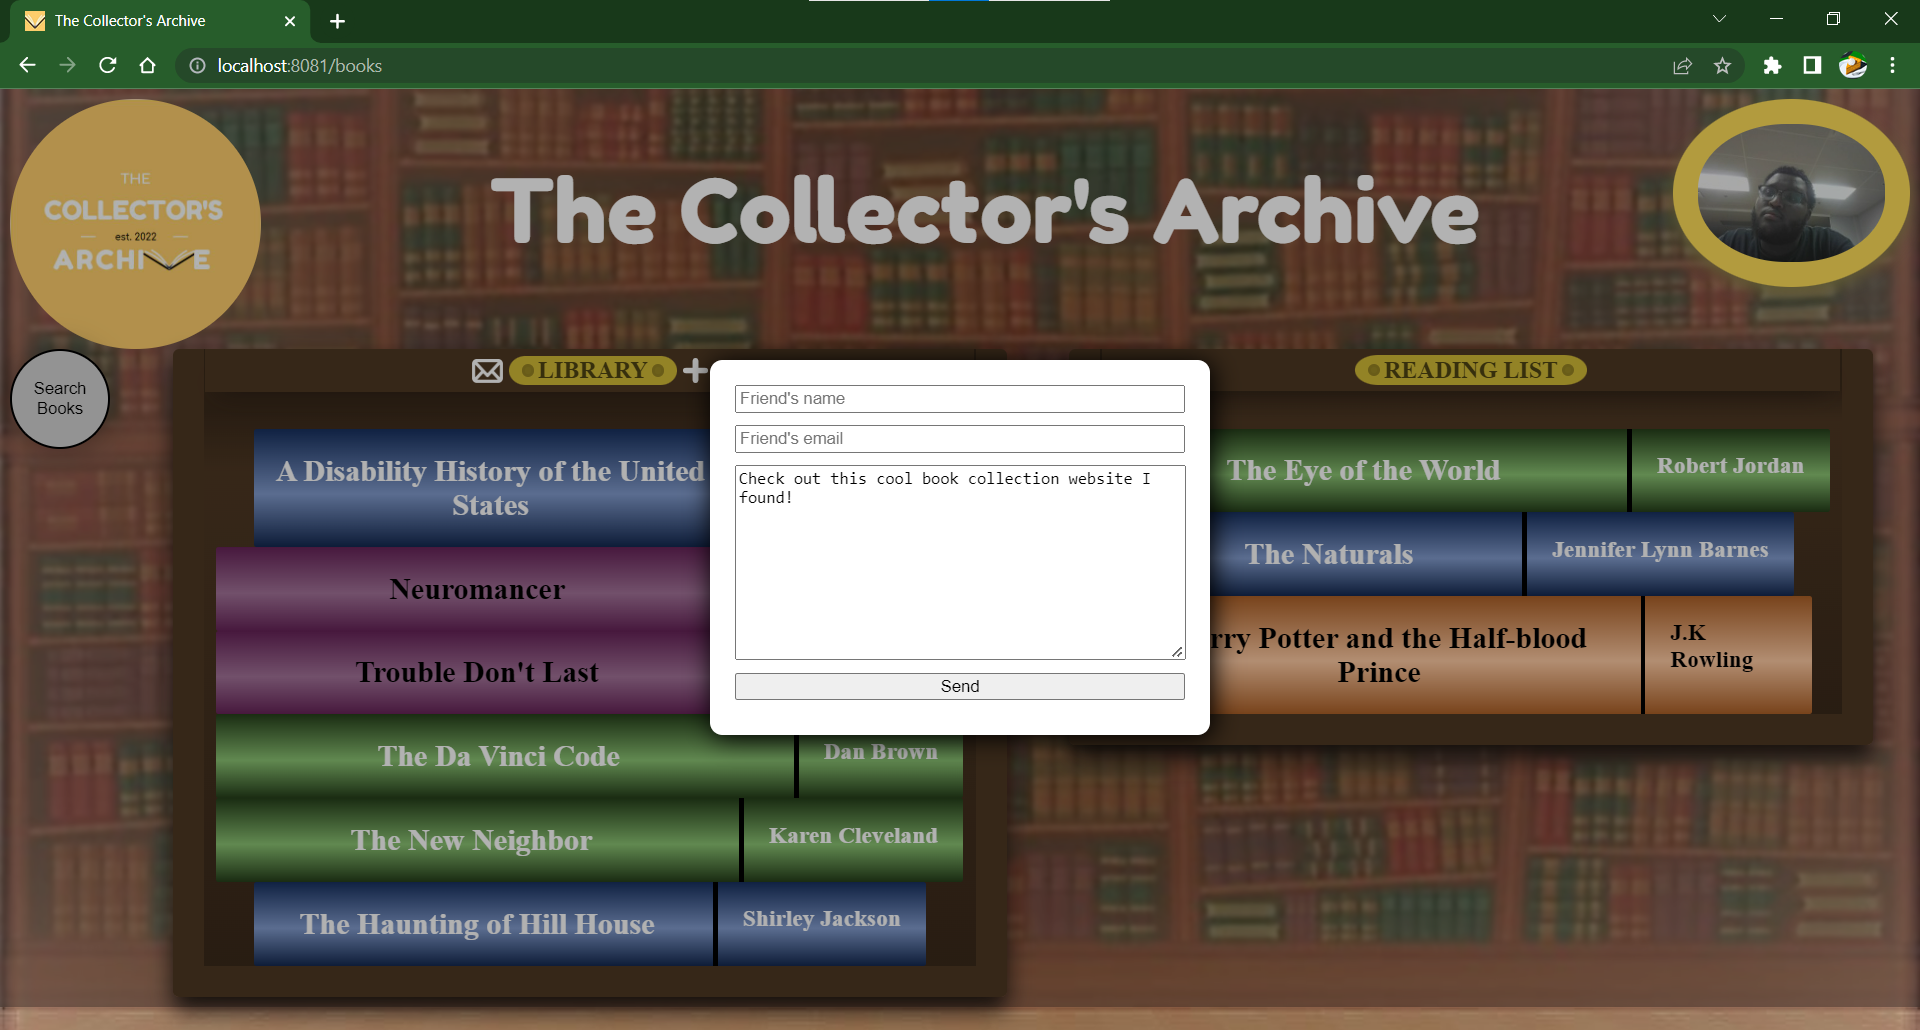 The Collector's Archive
localhost:8081/books
THE
COLLECTOR'S
est. 2022
ARCHIVE
The Collector's Archive
Search
Books
LIBRARY
A Disability History of the United
States
Neuromancer
Trouble Don't Last
The Da Vinci Code
Dan Brown
The New Neighbor
Karen Cleveland
The Haunting of Hill House
Shirley Jackson
Friend's name
Friend's email
Check out this cool book collection website I
found!
Send
READING LIST
The Eye of the World
Robert Jordan
The Naturals
Jennifer Lynn Barnes
rry Potter and the Half-blood
Prince
J.K
Rowling